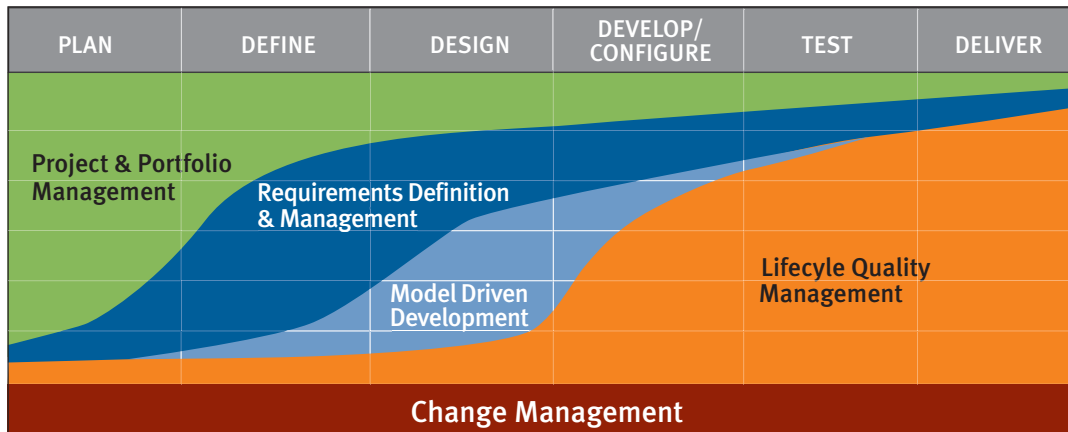 PLAN
DEFINE
DESIGN
DEVELOP/
CONFIGURE
TEST
DELIVER
Project & Portfolio
Management
Requirements Definition
& Management
Model Driven
Development
Lifecyle Quality
Management
Change Management